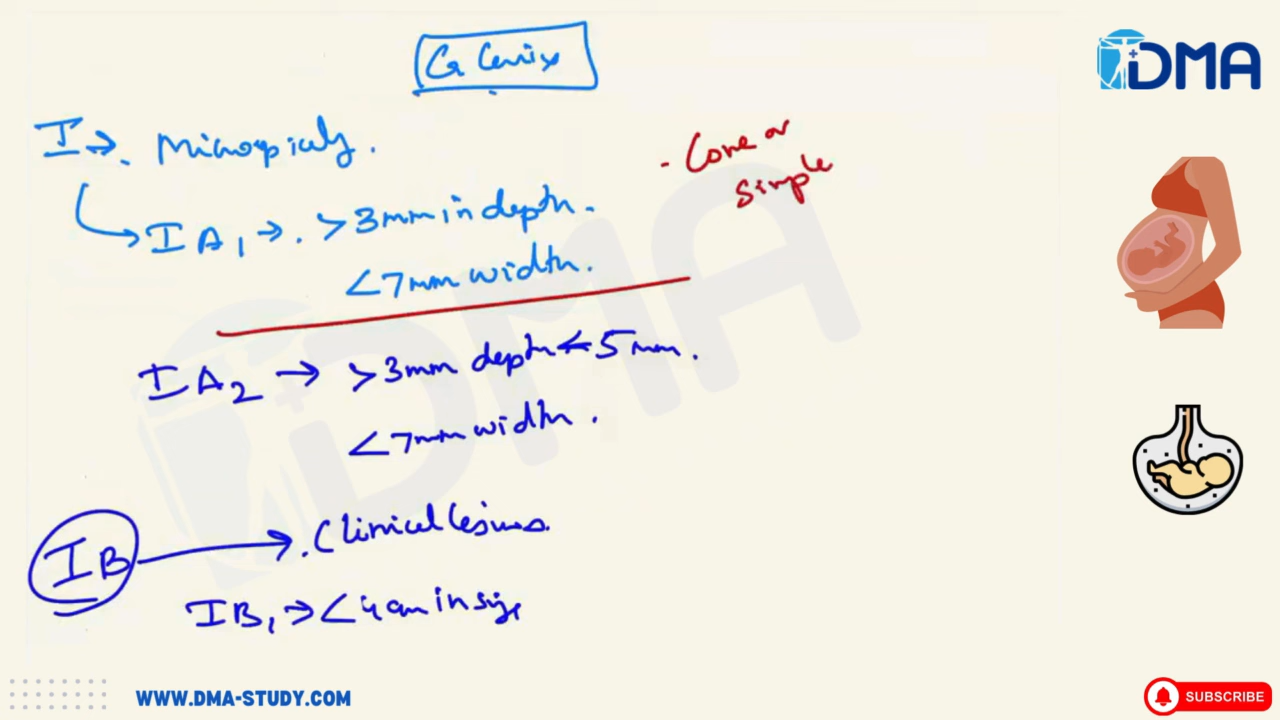 Ca Cervix
I → . Microspicaly .
IA1 → . >3mm in depth .
<7mm width .
- Cone or
simple
IA2 → >3mm depth < 5mm .
<7mm width .
IB → . Clinical lesions
IB1 → < 4cm in size
DMA
DMA
WWW.DMA-STUDY.COM
SUBSCRIBE